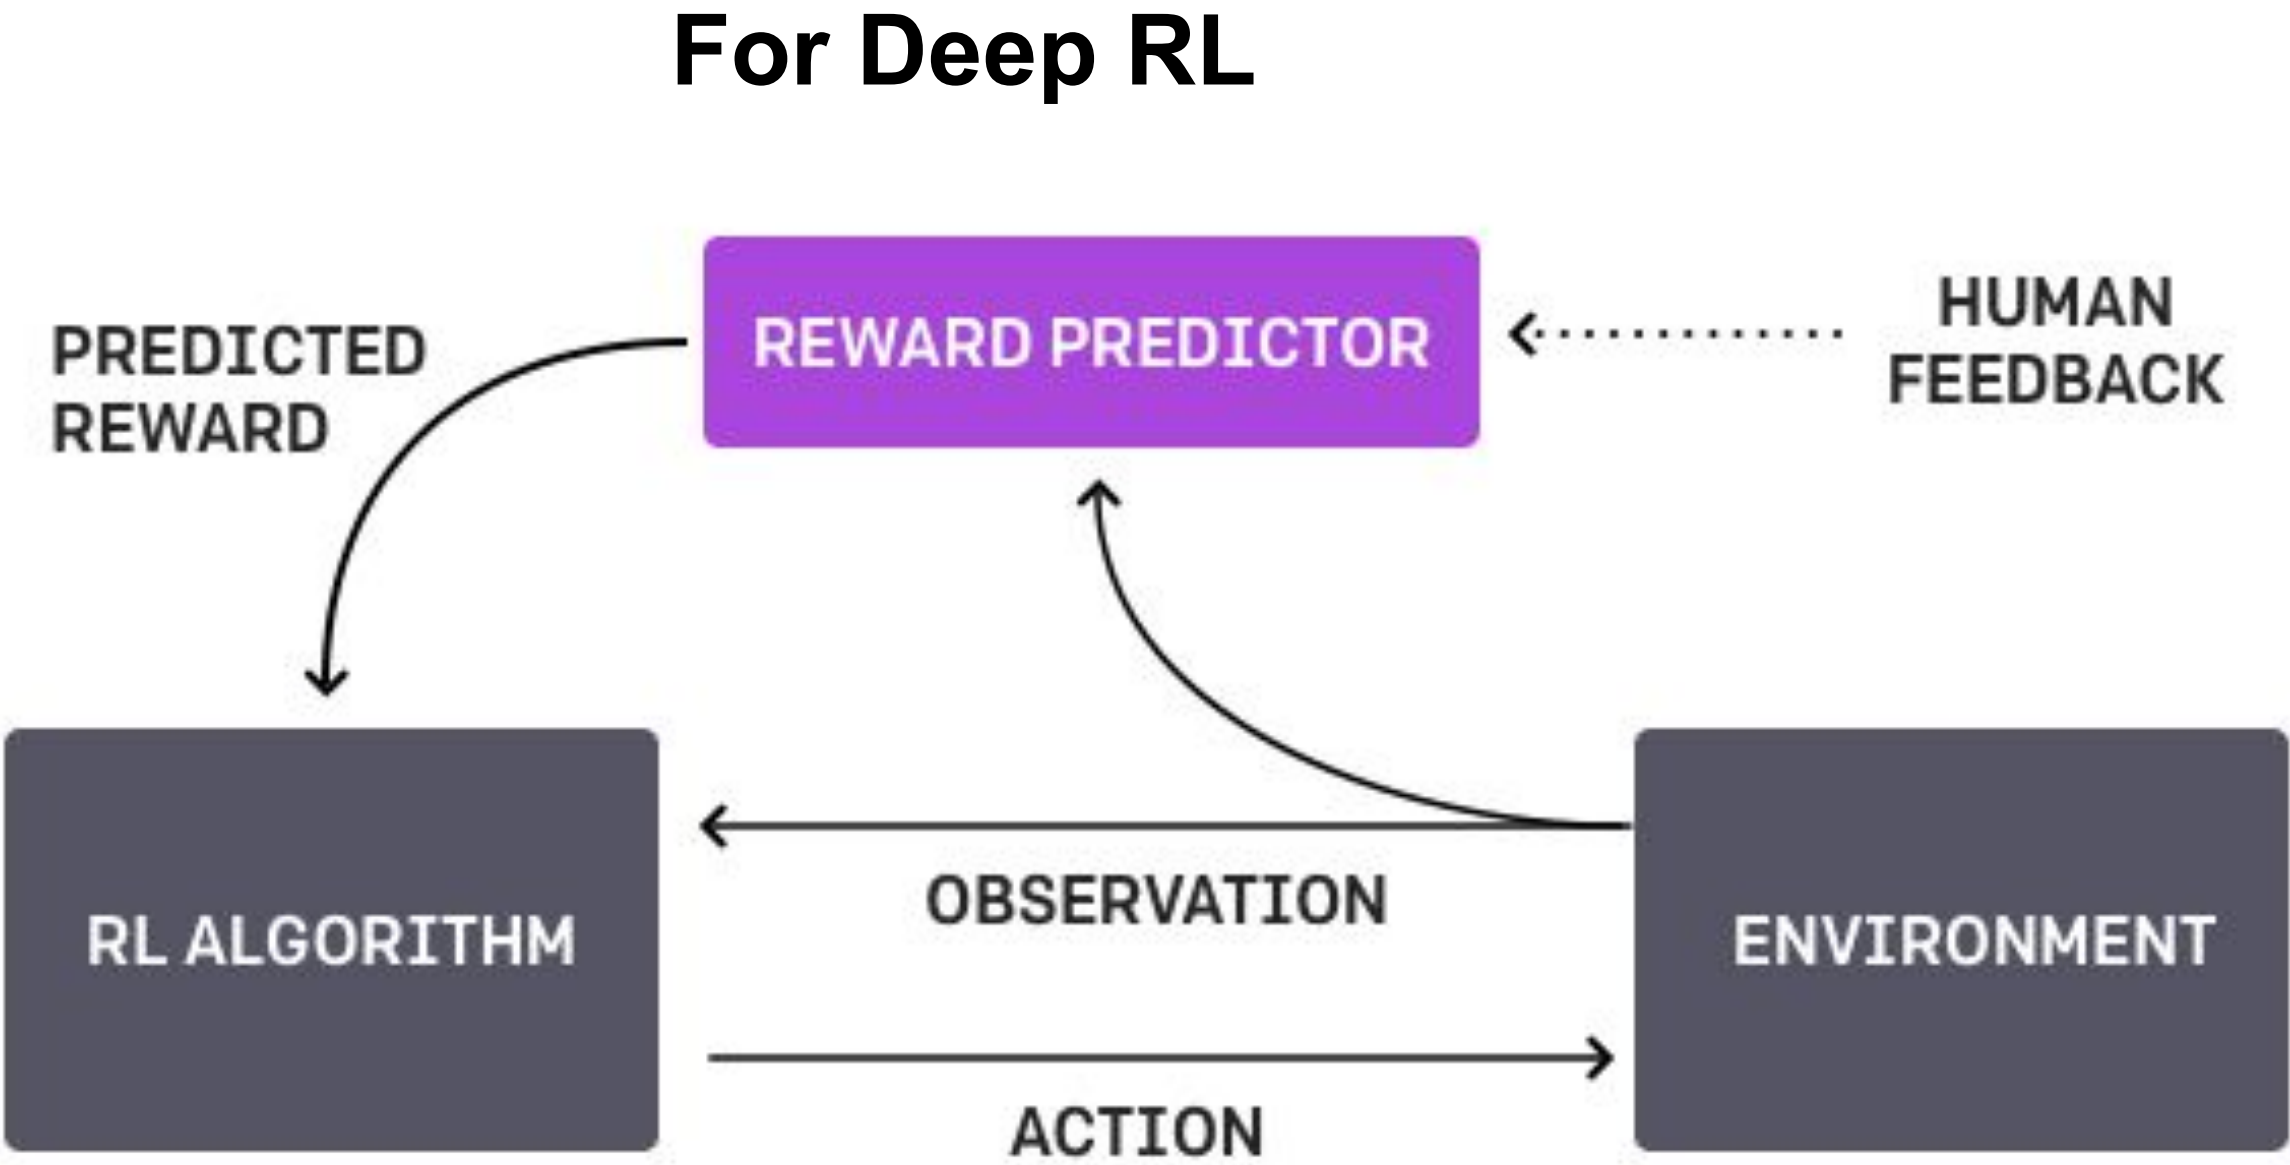 For Deep RL
REWARD PREDICTOR
HUMAN
FEEDBACK
PREDICTED
REWARD
OBSERVATION
RL ALGORITHM
ENVIRONMENT
ACTION